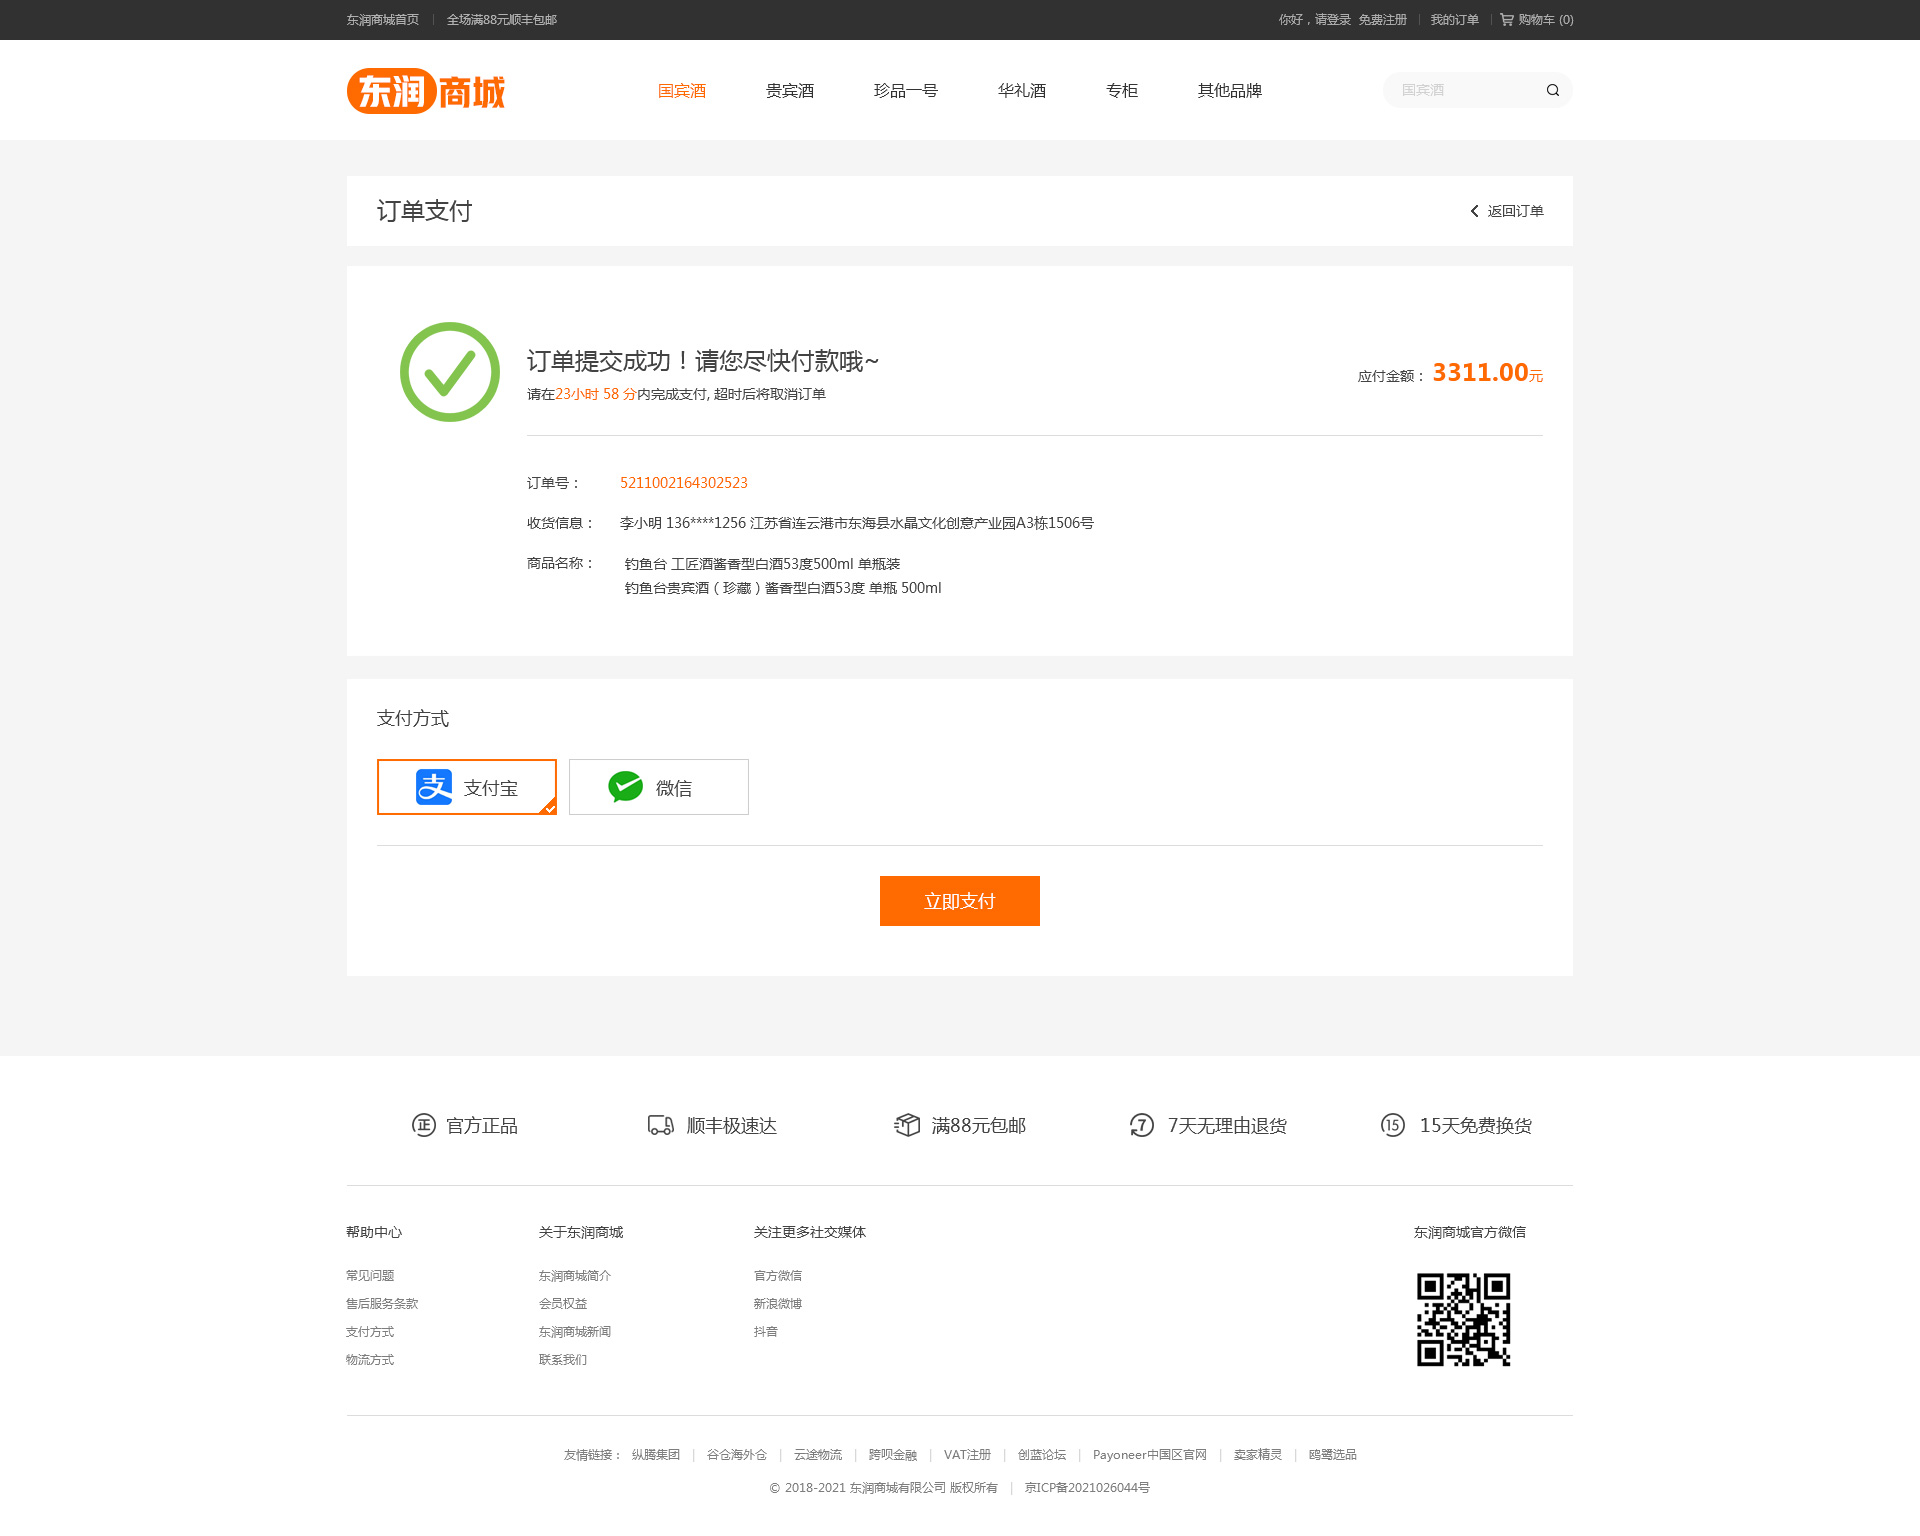 东润商城首页 | 全场满88元顺丰包邮
你好，请登录 免费注册 | 我的订单 | 购物车 (0)
东润商城
国宾酒 贵宾酒 珍品一号 华礼酒 专柜 其他品牌
国宾酒
订单支付
返回订单
订单提交成功！请您尽快付款哦~
请在23小时 58 分内完成支付, 超时后将取消订单
应付金额： 3311.00元
订单号： 5211002164302523
收货信息： 李小明 136****1256 江苏省连云港市东海县水晶文化创意产业园A3栋1506号
商品名称： 钓鱼台 工匠酒酱香型白酒53度500ml 单瓶装
钓鱼台贵宾酒（珍藏）酱香型白酒53度 单瓶 500ml
支付方式
支 支付宝
微信
立即支付
正 官方正品
顺丰极速达
满88元包邮
7 7天无理由退货
15 15天免费换货
帮助中心
常见问题
售后服务条款
支付方式
物流方式
关于东润商城
东润商城简介
会员权益
东润商城新闻
联系我们
关注更多社交媒体
官方微信
新浪微博
抖音
东润商城官方微信
友情链接： 纵腾集团 | 谷仓海外仓 | 云途物流 | 跨呗金融 | VAT注册 | 创蓝论坛 | Payoneer中国区官网 | 卖家精灵 | 鸥鹭选品
© 2018-2021 东润商城有限公司 版权所有 | 京ICP备2021026044号